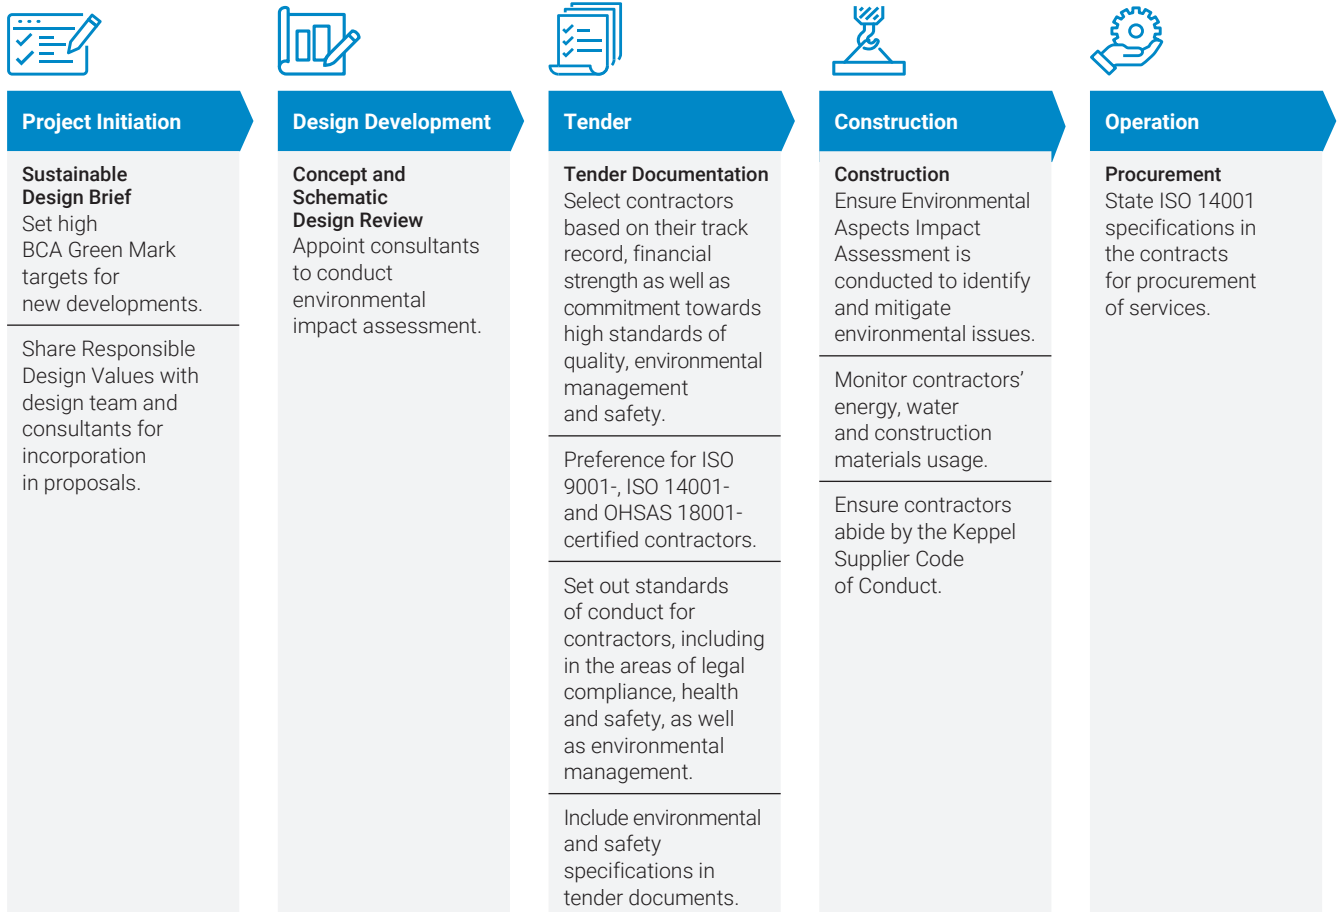 Project Initiation
Sustainable
Design Brief
Set high
BCA Green Mark
targets for
new developments.
Share Responsible
Design Values with
design team and
consultants for
incorporation
in proposals.
Design Development
Concept and
Schematic
Design Review
Appoint consultants
to conduct
environmental
impact assessment.
Tender
Tender Documentation
Select contractors
based on their track
record, financial
strength as well as
commitment towards
high standards of
quality, environmental
management
and safety.
Preference for ISO
9001-, ISO 14001-
and OHSAS 18001-
certified contractors.
Set out standards
of conduct for
contractors, including
in the areas of legal
compliance, health
and safety, as well
as environmental
management.
Include environmental
and safety
specifications in
tender documents.
Construction
Construction
Ensure Environmental
Aspects Impact
Assessment is
conducted to identify
and mitigate
environmental issues.
Monitor contractors’
energy, water
and construction
materials usage.
Ensure contractors
abide by the Keppel
Supplier Code
of Conduct.
Operation
Procurement
State ISO 14001
specifications in
the contracts
for procurement
of services.